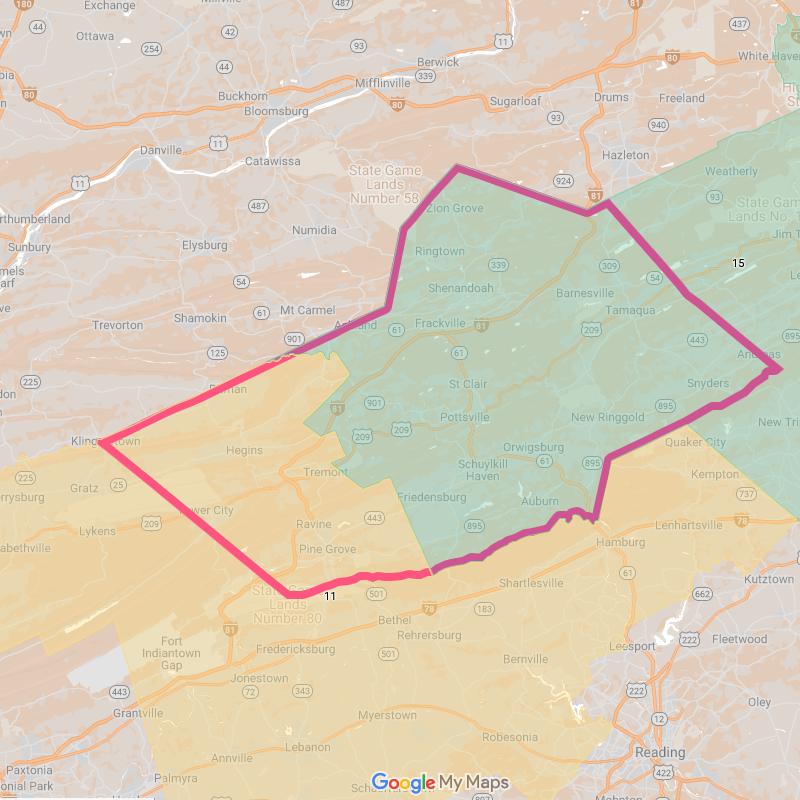 180
Exchange
Millville
487
11
81
437
Ottawa
44
42
254
93
Berwick
80
White Haven
44
Mifflinville
339
80
Buckhorn
80
Sugarloaf
Drums
Freeland
Bloomsburg
93
940
Danville
11
Hazleton
Catawissa
State Game
Lands
Number 58
11
924
Weatherly
81
93
State Game
Lands No.
487
Zion Grove
Northumberland
Sunbury
Numidia
Elysburg
Ringtown
15
339
309
54
54
Shenandoah
Barnesville
Mt Carmel
61
Shamokin
Tamaqua
Trevorton
Ashland
61
Frackville
81
209
901
443
895
125
61
Andreas
225
St Clair
Snyders
81
901
895
Pottsville
New Ringgold
New Tri
209
209
Klingerstown
Hegins
Orwigsburg
Quaker City
Tremont
Schuylkill
Haven
61
895
Kempton
225
Gratz
25
737
Friedensburg
Auburn
Tower City
443
Lykens
209
Ravine
895
78
Lenhartsville
Pine Grove
Hamburg
Kutztown
State Game
Lands
Number 80
11
501
Shartlesville
61
662
78
183
Bethel
81
Rehrersburg
Fort
Indiantown
Gap
Fredericksburg
501
Leesport
222
Fleetwood
Bernville
Jonestown
443
72
343
222
Grantville
Oley
Myerstown
12
Robesonia
Annville
Lebanon
Reading
Paxtonia
422
Palmyra
Google My Maps